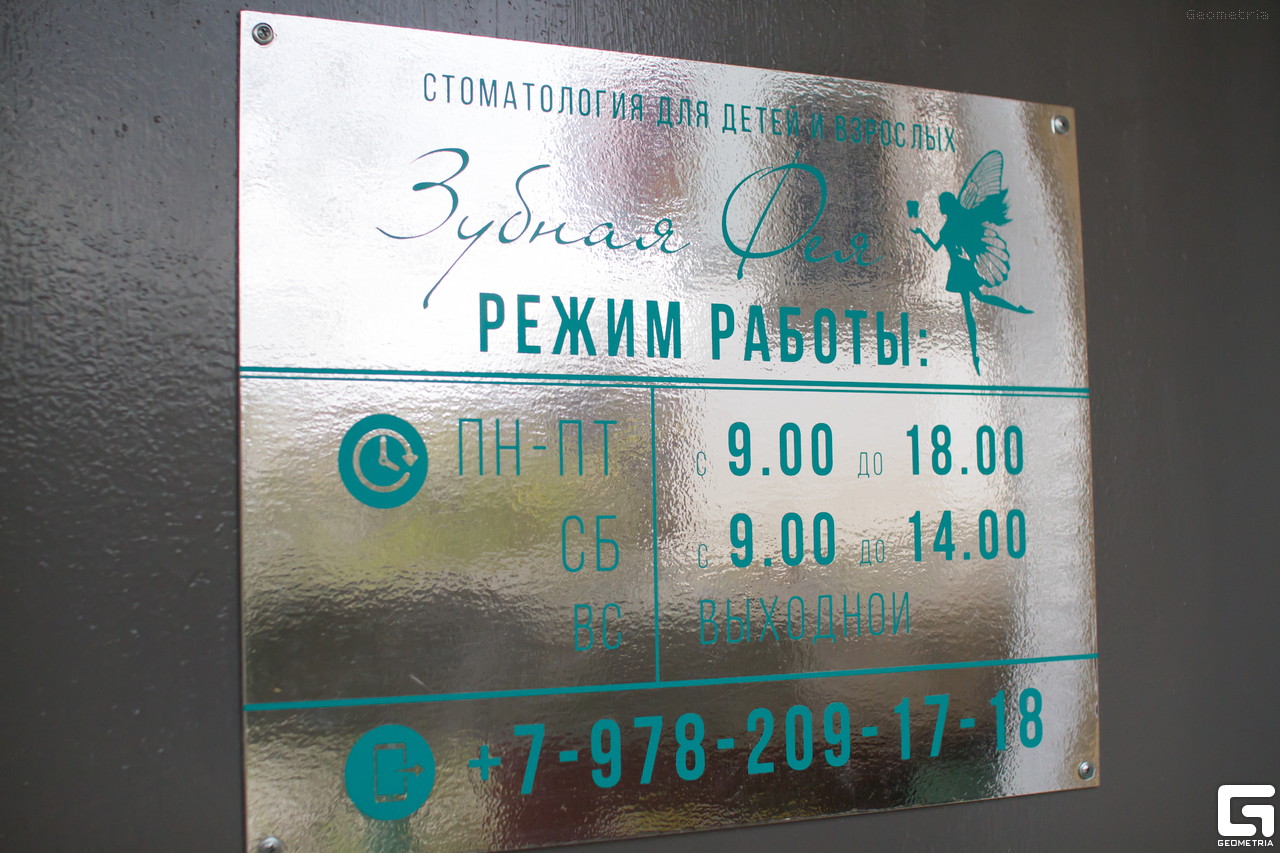 Geometria
СТОМАТОЛОГИЯ ДЛЯ ДЕТЕЙ И ВЗРОСЛЫХ
Зубная Фея
РЕЖИМ РАБОТЫ:
ПН-ПТ с 9.00 до 18.00
СБ с 9.00 до 14.00
ВС ВЫХОДНОЙ
+7-978-209-17-18
GEOMETRIA